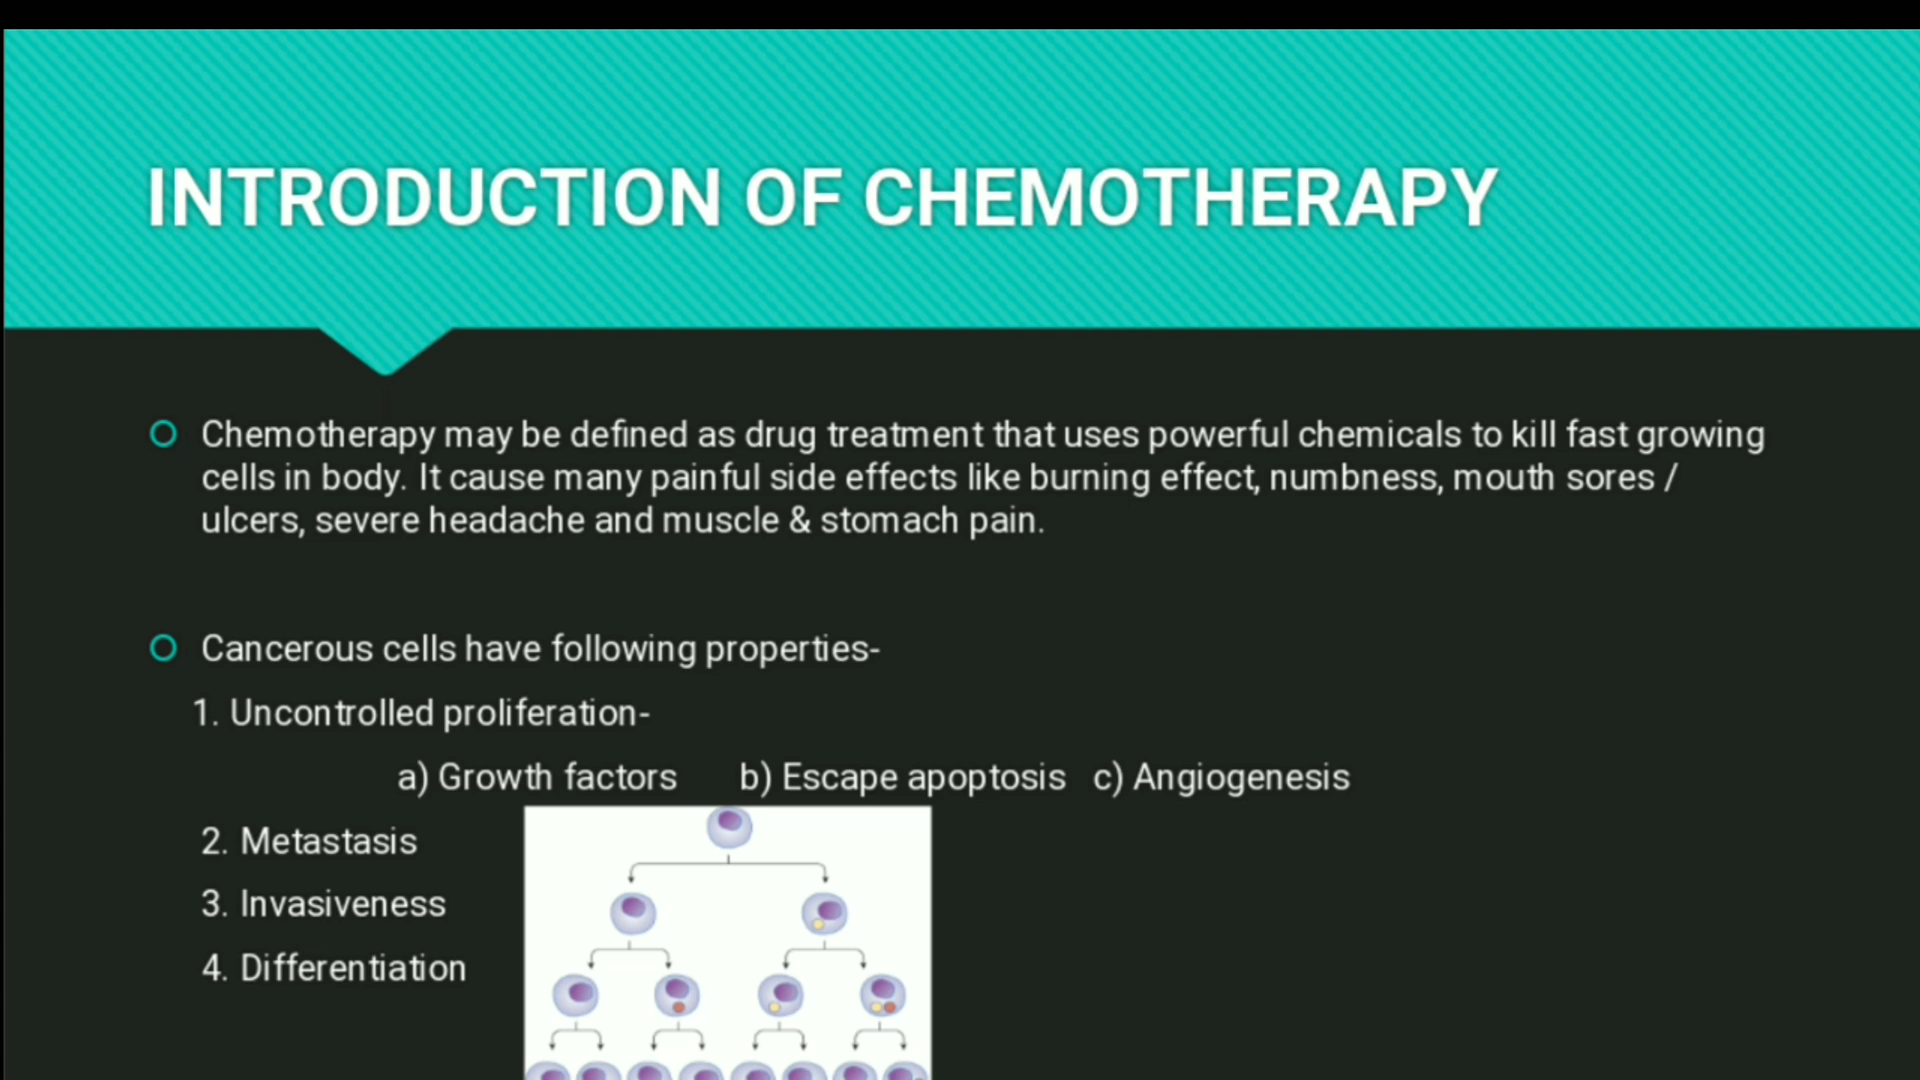 INTRODUCTION OF CHEMOTHERAPY
Chemotherapy may be defined as drug treatment that uses powerful chemicals to kill fast growing
cells in body. It cause many painful side effects like burning effect, numbness, mouth sores /
ulcers, severe headache and muscle & stomach pain.
Cancerous cells have following properties-
1. Uncontrolled proliferation-
a) Growth factors b) Escape apoptosis c) Angiogenesis
2. Metastasis
3. Invasiveness
4. Differentiation